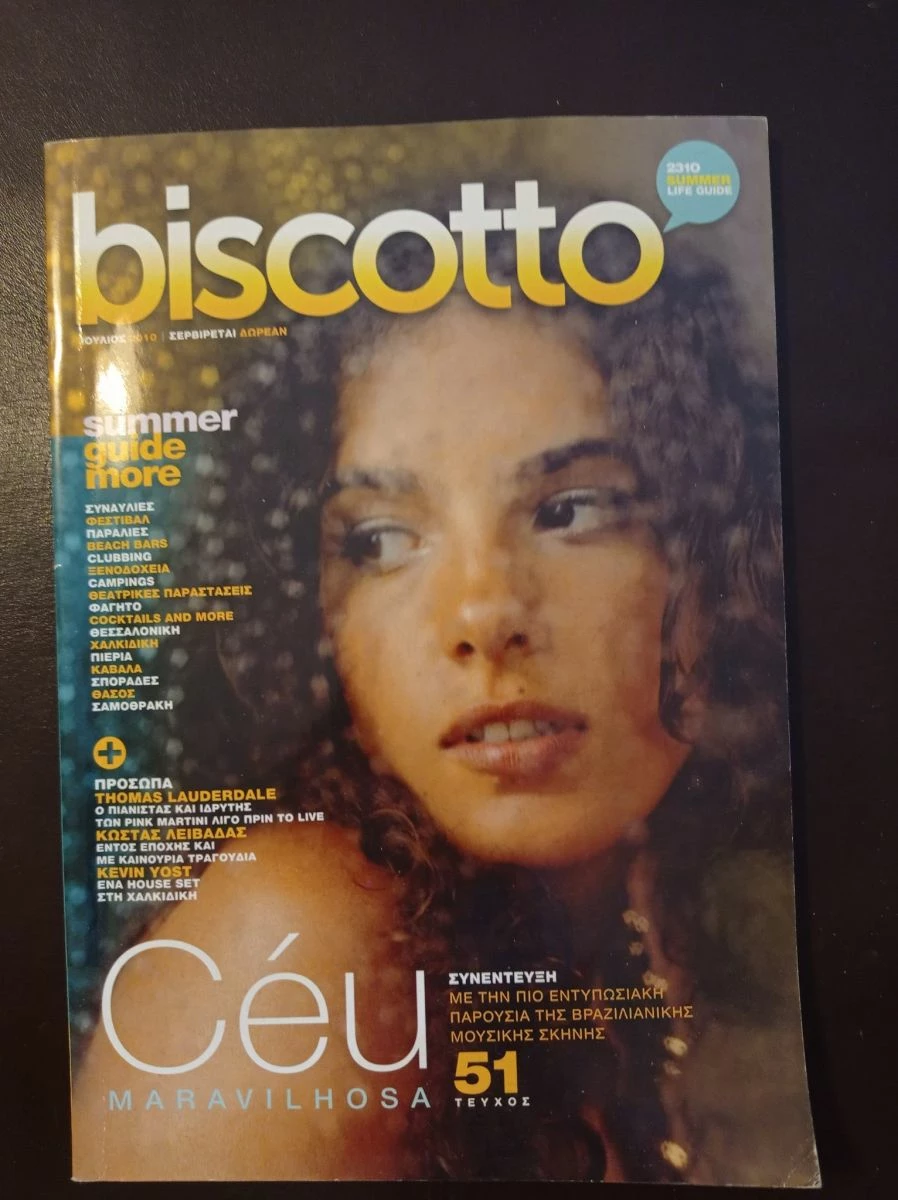 2310
SUMMER
LIFE GUIDE
biscotto
ΙΟΥΛΙΟΣ 2010 | ΣΕΡΒΙΡΕΤΑΙ ΔΩΡΕΑΝ
summer
guide
more
ΣΥΝΑΥΛΙΕΣ
ΦΕΣΤΙΒΑΛ
ΠΑΡΑΛΙΕΣ
BEACH BARS
CLUBBING
ΞΕΝΟΔΟΧΕΙΑ
CAMPINGS
ΘΕΑΤΡΙΚΕΣ ΠΑΡΑΣΤΑΣΕΙΣ
ΦΑΓΗΤΟ
COCKTAILS AND MORE
ΘΕΣΣΑΛΟΝΙΚΗ
ΧΑΛΚΙΔΙΚΗ
ΠΙΕΡΙΑ
ΚΑΒΑΛΑ
ΣΠΟΡΑΔΕΣ
ΘΑΣΟΣ
ΣΑΜΟΘΡΑΚΗ
ΠΡΟΣΩΠΑ
THOMAS LAUDERDALE
Ο ΠΙΑΝΙΣΤΑΣ ΚΑΙ ΙΔΡΥΤΗΣ
ΤΩΝ PINK MARTINI ΛΙΓΟ ΠΡΙΝ ΤΟ LIVE
ΚΩΣΤΑΣ ΛΕΙΒΑΔΑΣ
ΕΝΤΟΣ ΕΠΟΧΗΣ ΚΑΙ
ΜΕ ΚΑΙΝΟΥΡΙΑ ΤΡΑΓΟΥΔΙΑ
KEVIN YOST
ΕΝΑ HOUSE SET
ΣΤΗ ΧΑΛΚΙΔΙΚΗ
Céu
MARAVILHOSA
ΣΥΝΕΝΤΕΥΞΗ
ΜΕ ΤΗΝ ΠΙΟ ΕΝΤΥΠΩΣΙΑΚΗ
ΠΑΡΟΥΣΙΑ ΤΗΣ ΒΡΑΖΙΛΙΑΝΙΚΗΣ
ΜΟΥΣΙΚΗΣ ΣΚΗΝΗΣ
51
ΤΕΥΧΟΣ